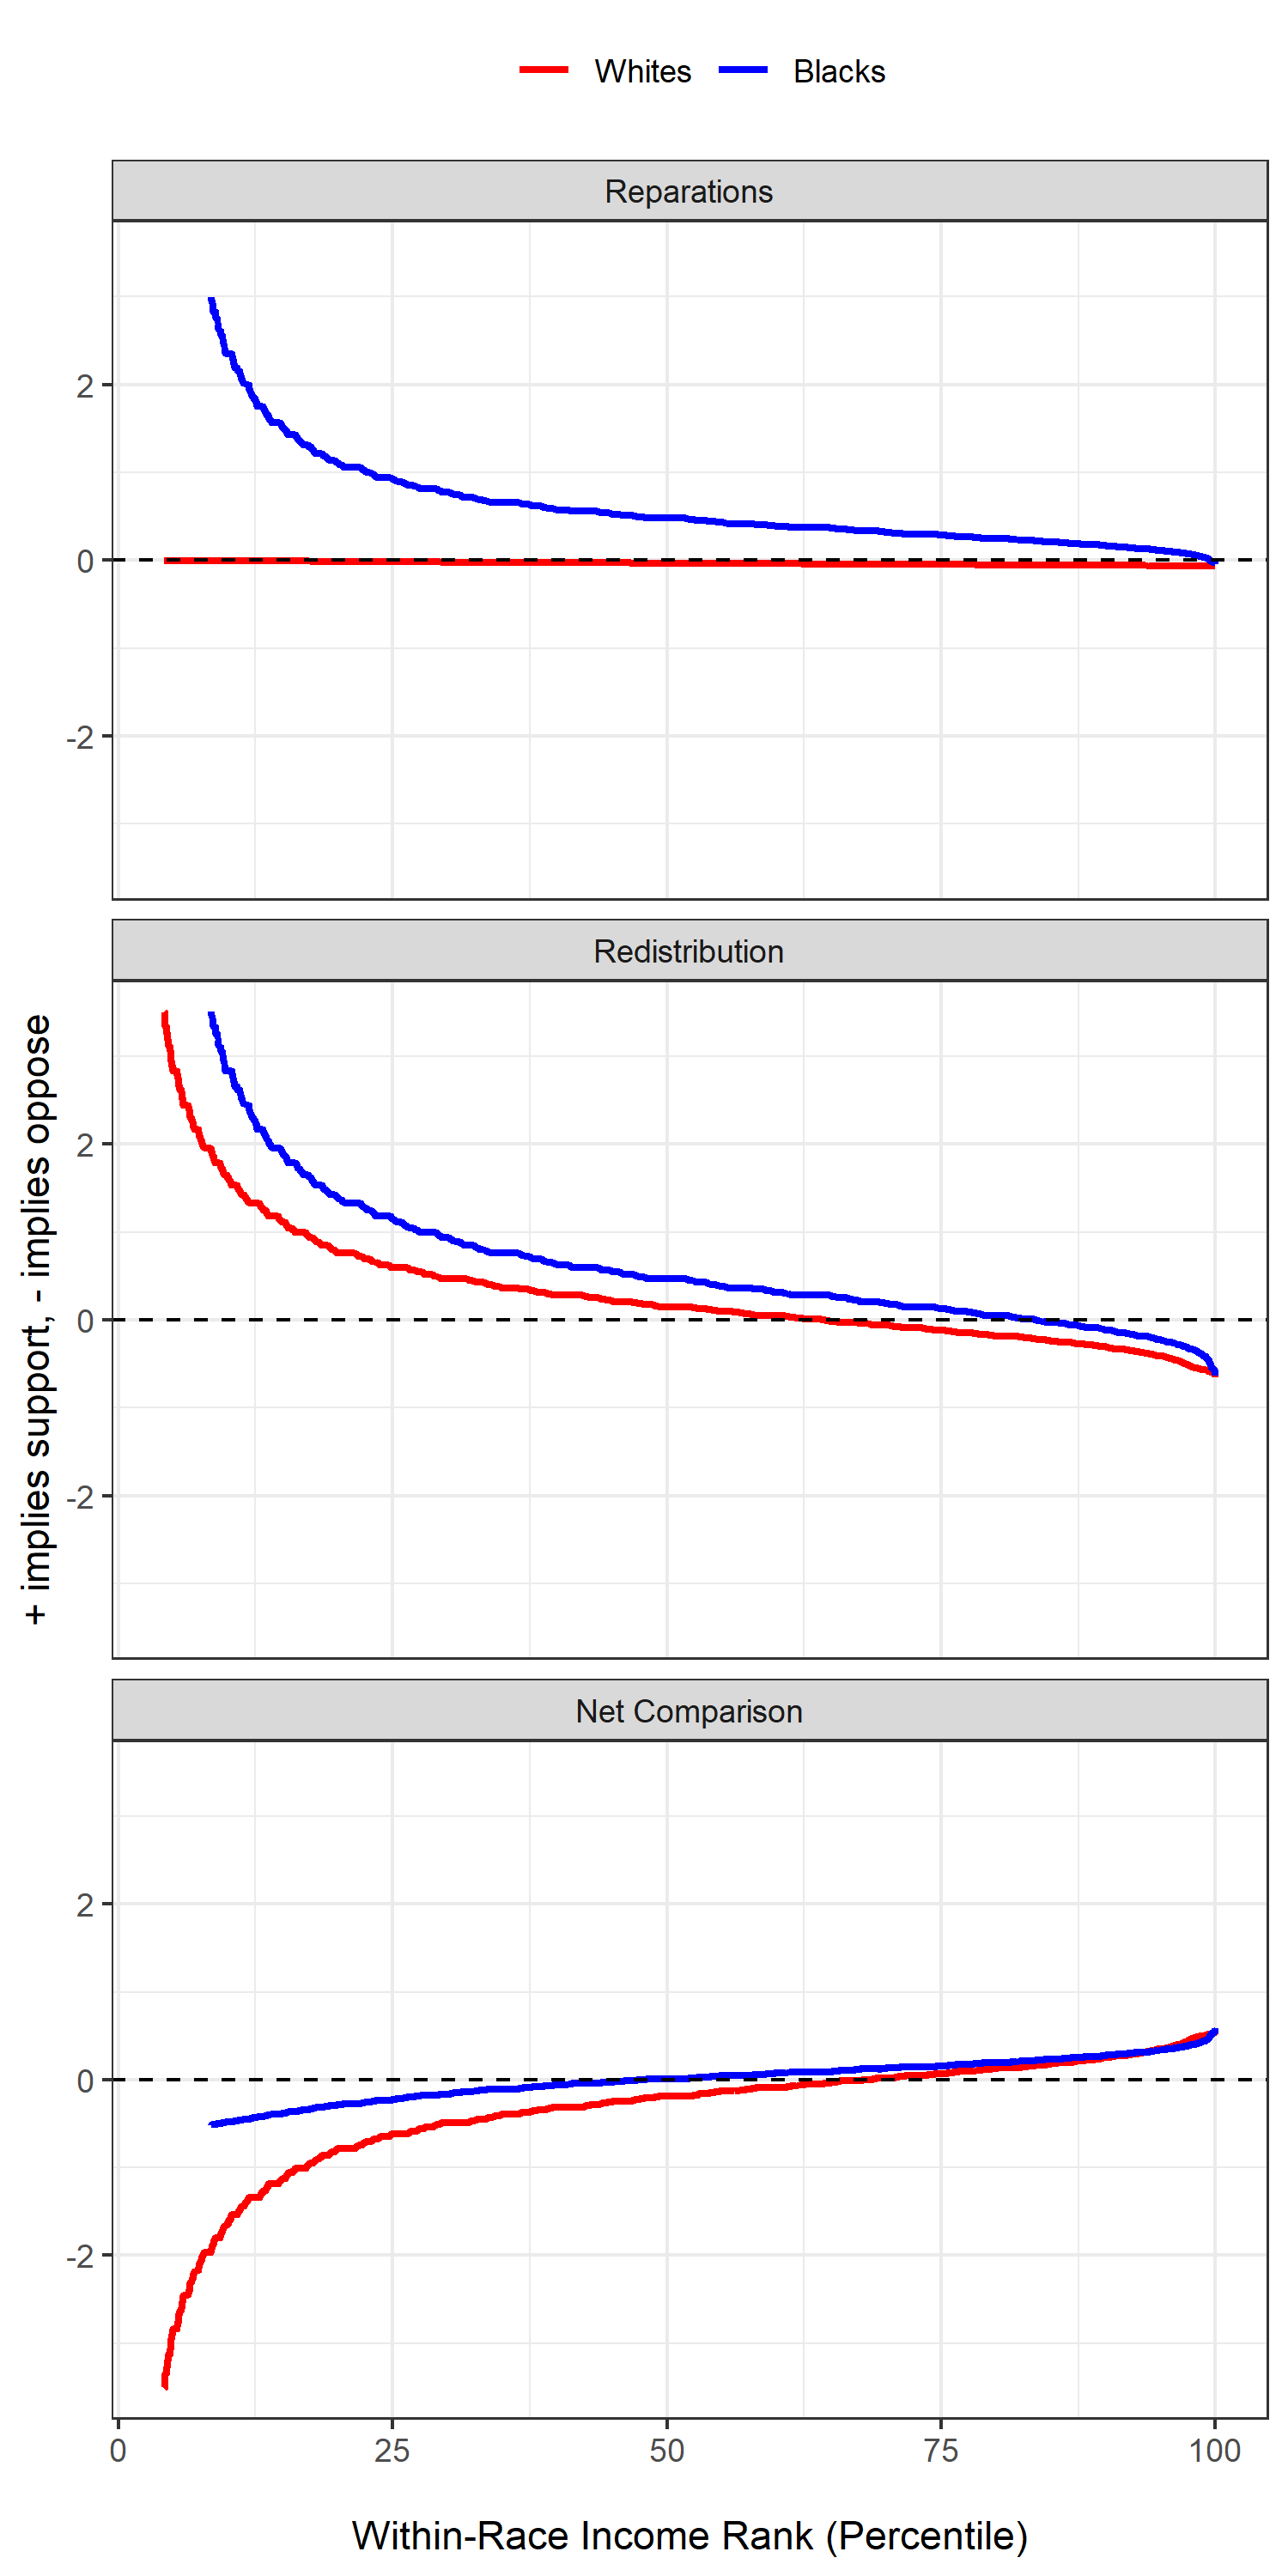 Whites Blacks
Reparations
2
0
-2
Redistribution
2
0
-2
Net Comparison
2
0
-2
+ implies support, - implies oppose
0 25 50 75 100
Within-Race Income Rank (Percentile)